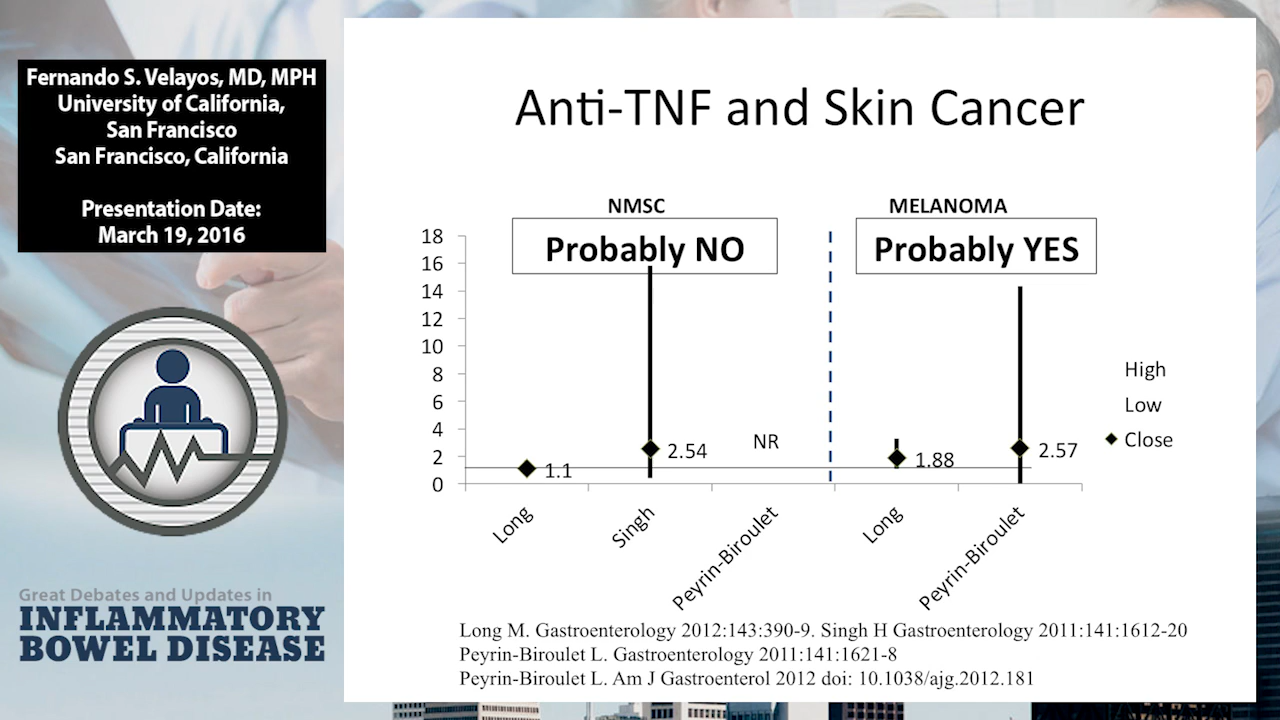 Fernando S. Velayos, MD, MPH
University of California,
San Francisco
San Francisco, California
Presentation Date:
March 19, 2016
Great Debates and Updates in
INFLAMMATORY
BOWEL DISEASE
Anti-TNF and Skin Cancer
NMSC
MELANOMA
Probably NO
Probably YES
18
16
14
12
10
8
6
4
2
0
1.1
2.54
NR
1.88
2.57
High
Low
Close
Long
Singh
Peyrin-Biroulet
Long
Peyrin-Biroulet
Long M. Gastroenterology 2012:143:390-9. Singh H Gastroenterology 2011:141:1612-20
Peyrin-Biroulet L. Gastroenterology 2011:141:1621-8
Peyrin-Biroulet L. Am J Gastroenterol 2012 doi: 10.1038/ajg.2012.181